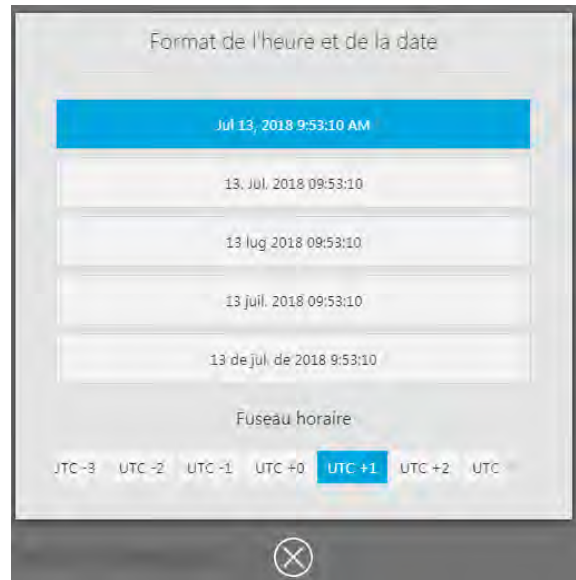 Format de l'heure et de la date
Jul 13, 2018 9:53:10 AM
13. Jul. 2018 09:53:10
13 lug 2018 09:53:10
13 juil. 2018 09:53:10
13 de jul. de 2018 9:53:10
Fuseau horaire
UTC -3 UTC -2 UTC -1 UTC +0 UTC +1 UTC +2 UTC